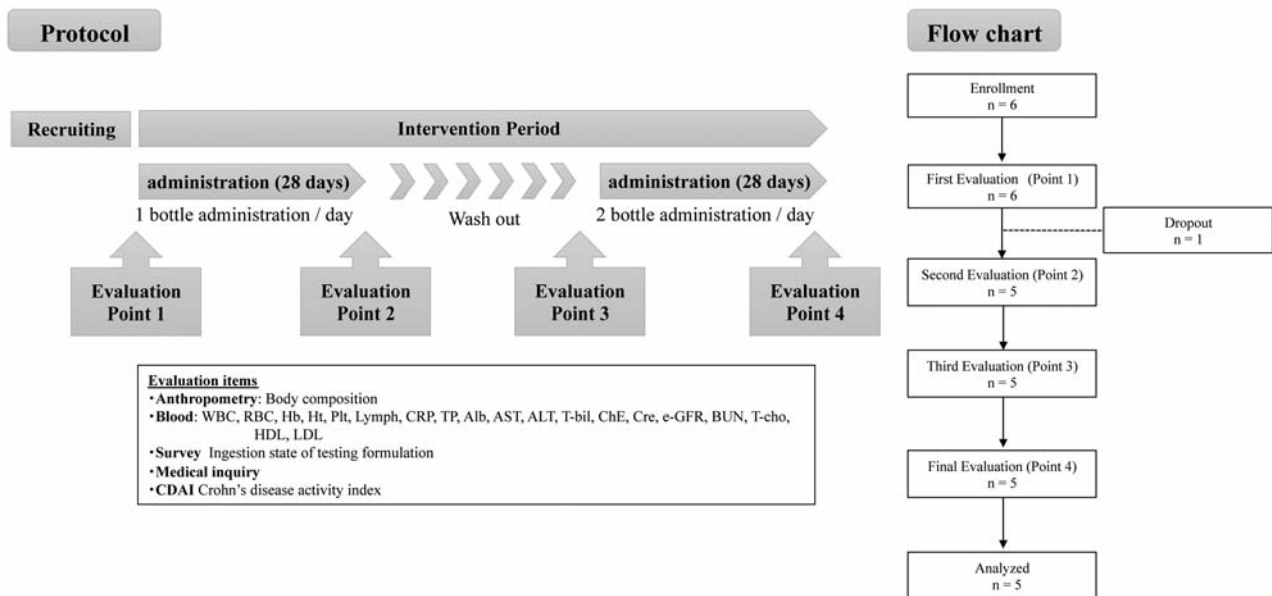 Protocol
Recruiting
Intervention Period
administration (28 days)
1 bottle administration / day
Wash out
administration (28 days)
2 bottle administration / day
Evaluation
Point 1
Evaluation
Point 2
Evaluation
Point 3
Evaluation
Point 4
Evaluation items
・Anthropometry: Body composition
・Blood: WBC, RBC, Hb, Ht, Plt, Lymph, CRP, TP, Alb, AST, ALT, T-bil, ChE, Cre, e-GFR, BUN, T-cho,
HDL, LDL
・Survey Ingestion state of testing formulation
・Medical inquiry
・CDAI Crohn's disease activity index
Flow chart
Enrollment
n = 6
First Evaluation (Point 1)
n = 6
Dropout
n = 1
Second Evaluation (Point 2)
n = 5
Third Evaluation (Point 3)
n = 5
Final Evaluation (Point 4)
n = 5
Analyzed
n = 5